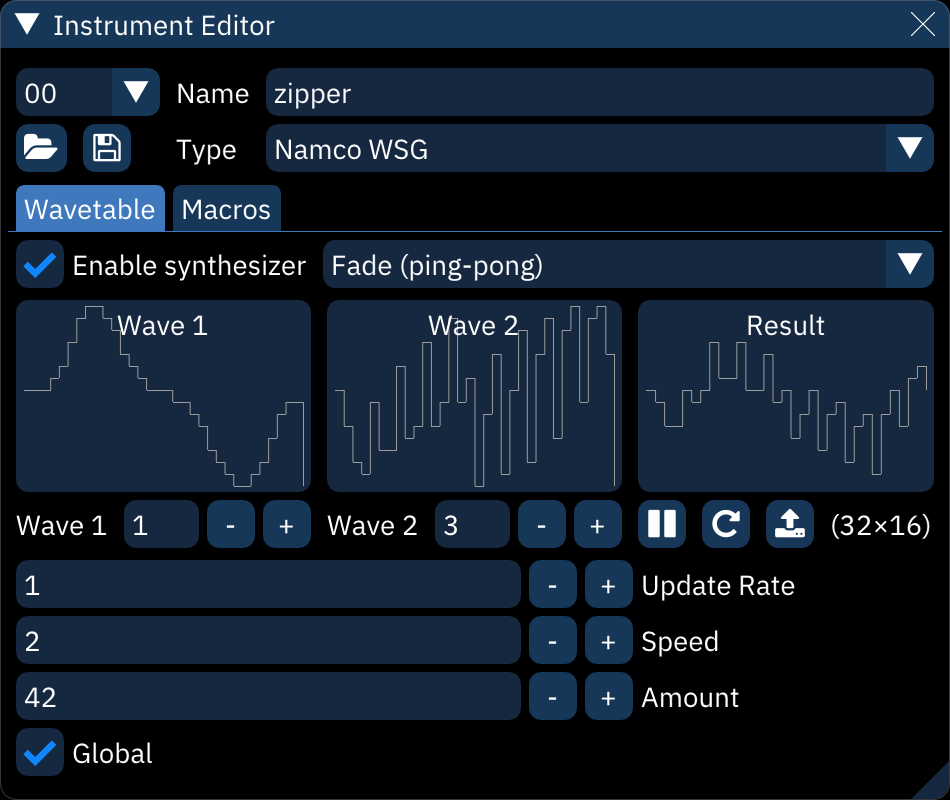 Instrument Editor
00 Name zipper
Type Namco WSG
Wavetable Macros
Enable synthesizer Fade (ping-pong)
Wave 1 Wave 2 Result
Wave 1 1 - + Wave 2 3 - + (32×16)
1 - + Update Rate
2 - + Speed
42 - + Amount
Global